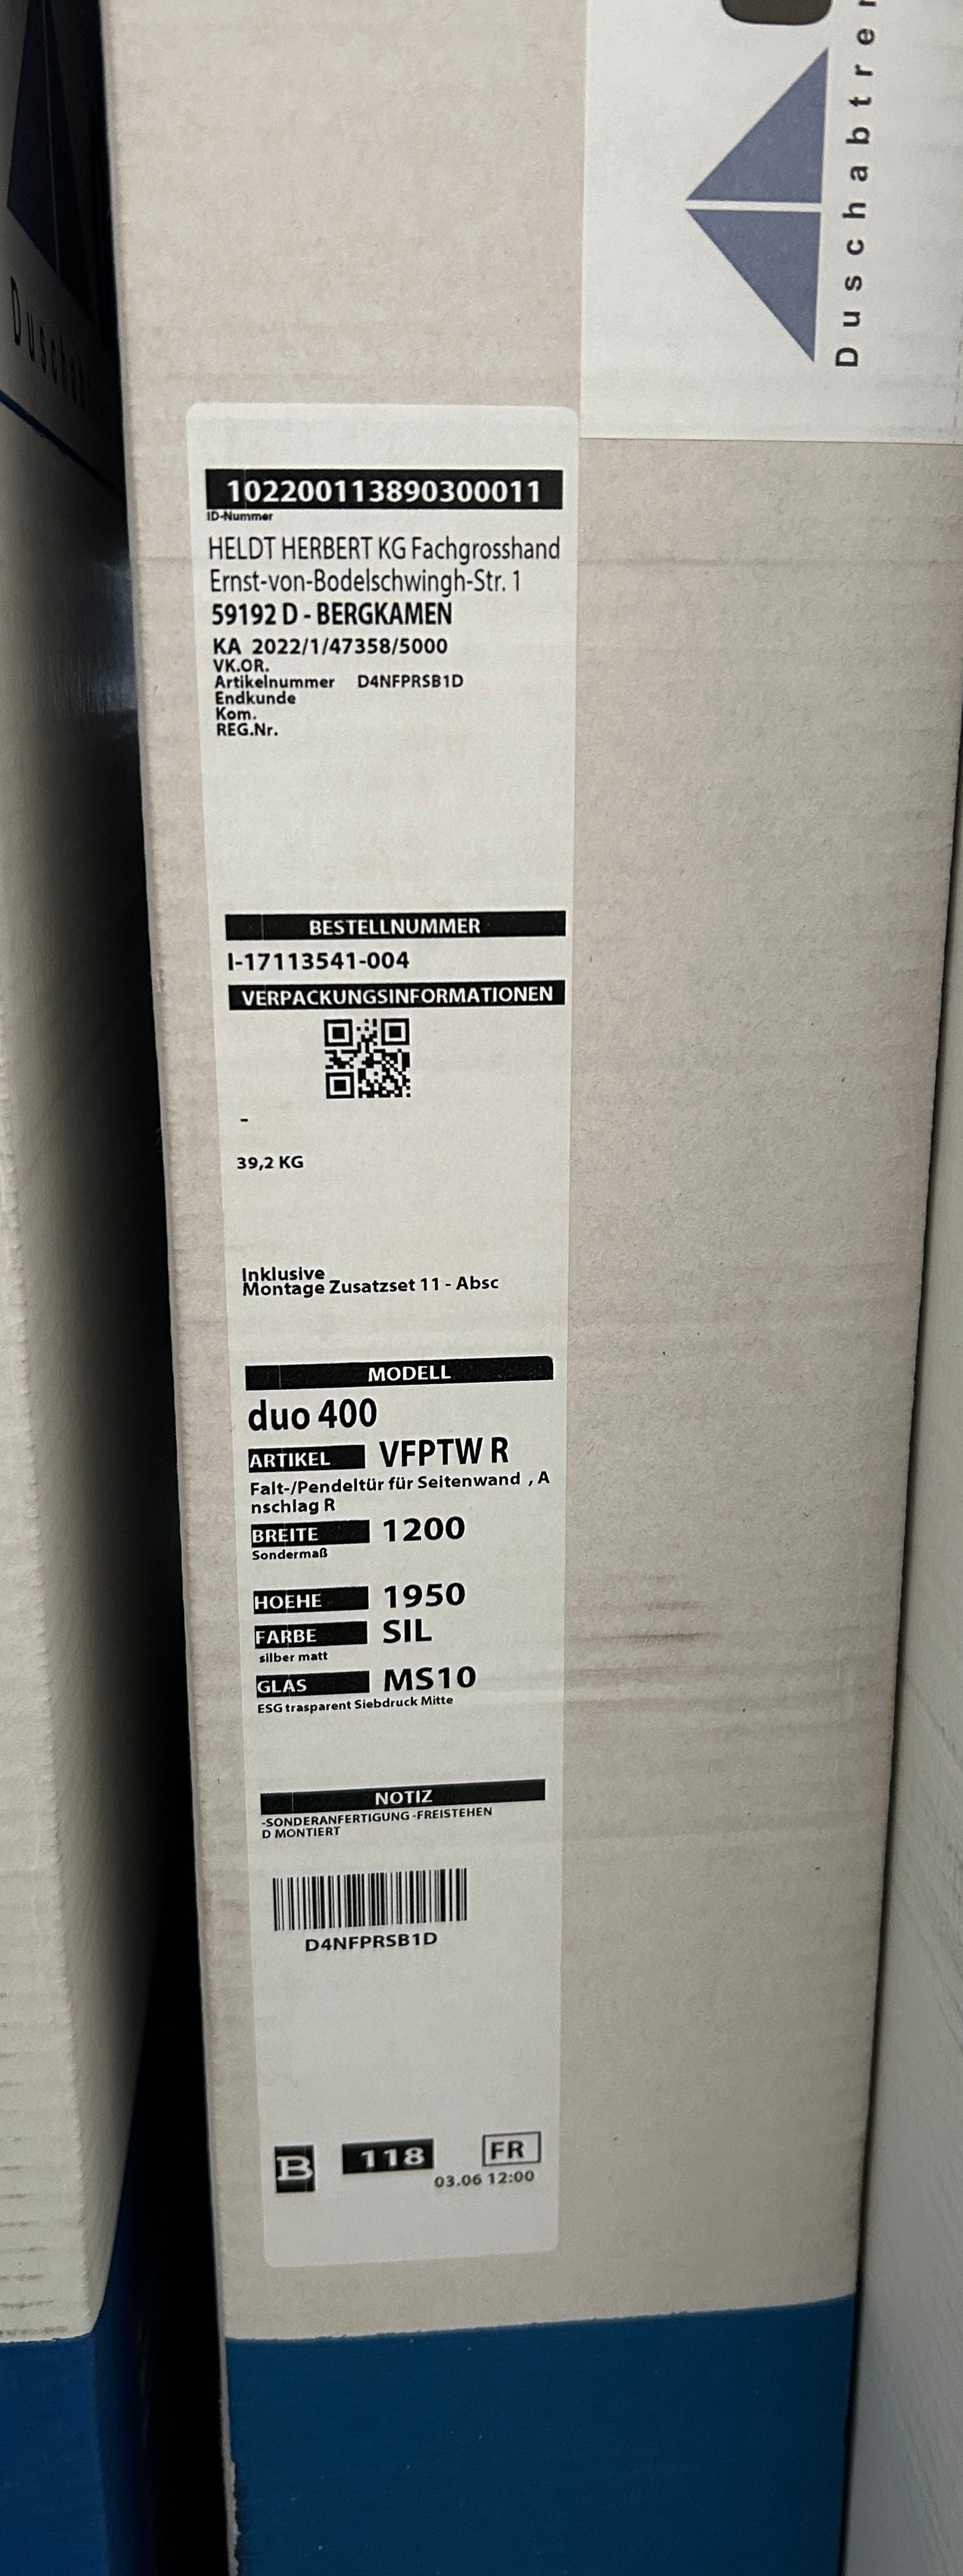 Duschabtre
102200113890300011
ID-Nummer
HELDT HERBERT KG Fachgrosshand
Ernst-von-Bodelschwingh-Str. 1
59192 D - BERGKAMEN
KA 2022/1/47358/5000
VK.OR.
Artikelnummer D4NFPRSB1D
Endkunde
Kom.
REG.Nr.
BESTELLNUMMER
I-17113541-004
VERPACKUNGSINFORMATIONEN
-
39,2 KG
Inklusive
Montage Zusatzset 11 - Absc
MODELL
duo 400
ARTIKEL VFPTW R
Falt-/Pendeltür für Seitenwand , A
nschlag R
BREITE 1200
Sondermaß
HOEHE 1950
FARBE SIL
silber matt
GLAS MS10
ESG trasparent Siebdruck Mitte
NOTIZ
-SONDERANFERTIGUNG -FREISTEHEN
D MONTIERT
D4NFPRSB1D
B 118 FR
03.06 12:00